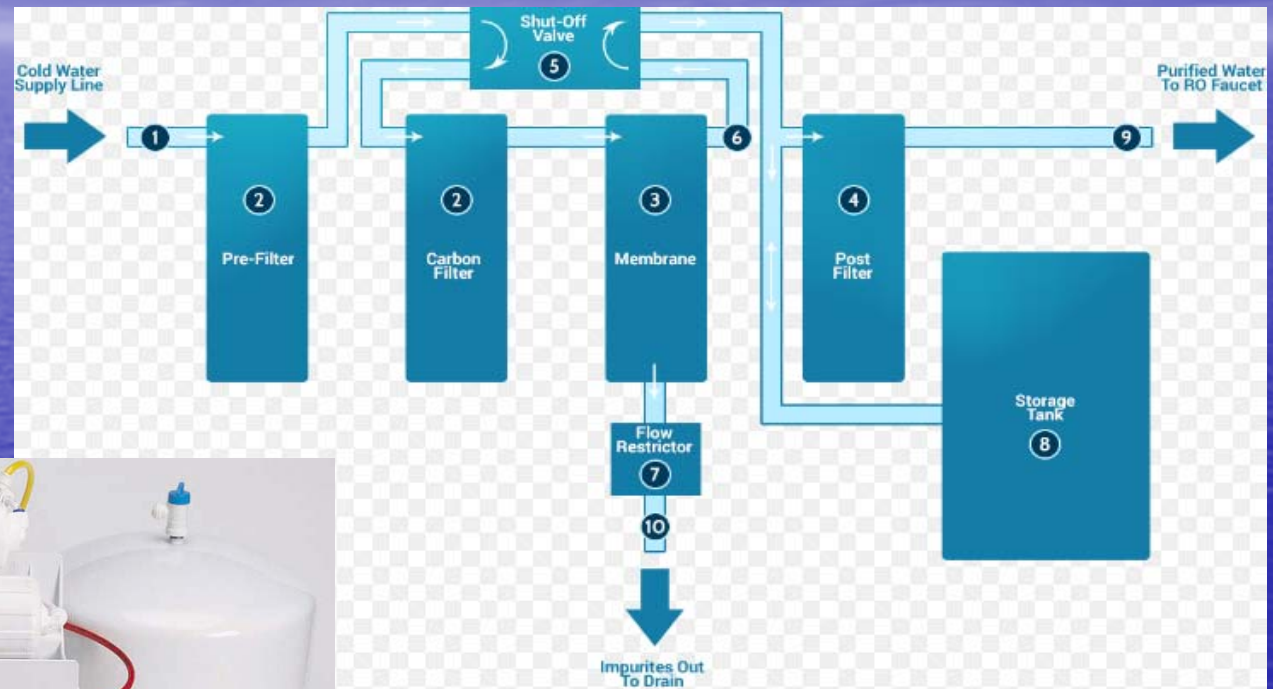 Shut-Off
Valve
5
Cold Water
Supply Line
Purified Water
To RO Faucet
1
6
9
2
Pre-Filter
2
Carbon
Filter
3
Membrane
4
Post
Filter
Flow
Restrictor
7
Storage
Tank
8
10
Impurites Out
To Drain